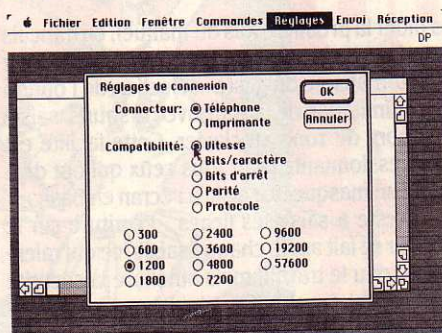 Fichier Edition Fenêtre Commandes Réglages Envoi Réception
DP
Réglages de connexion
OK
Connecteur: Téléphone
Imprimante
Annuler
Compatibilité: Vitesse
Bits/caractère
Bits d'arrêt
Parité
Protocole
300 2400 9600
600 3600 19200
1200 4800 57600
1800 7200